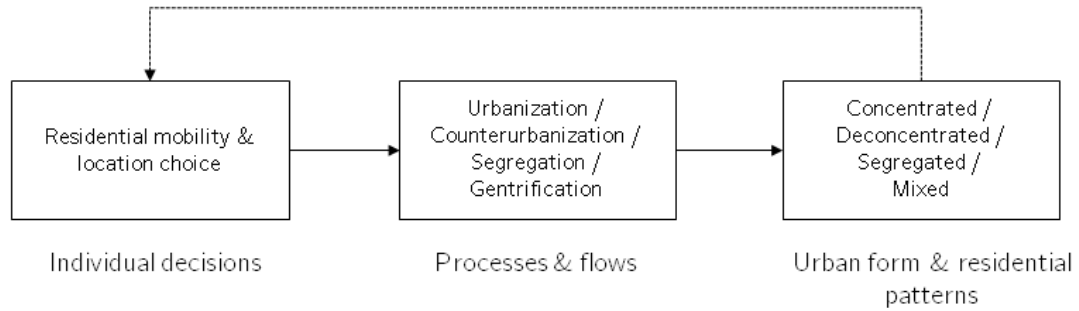 Residential mobility &
location choice
Urbanization /
Counterurbanization /
Segregation /
Gentrification
Concentrated /
Deconcentrated /
Segregated /
Mixed
Individual decisions
Processes & flows
Urban form & residential
patterns